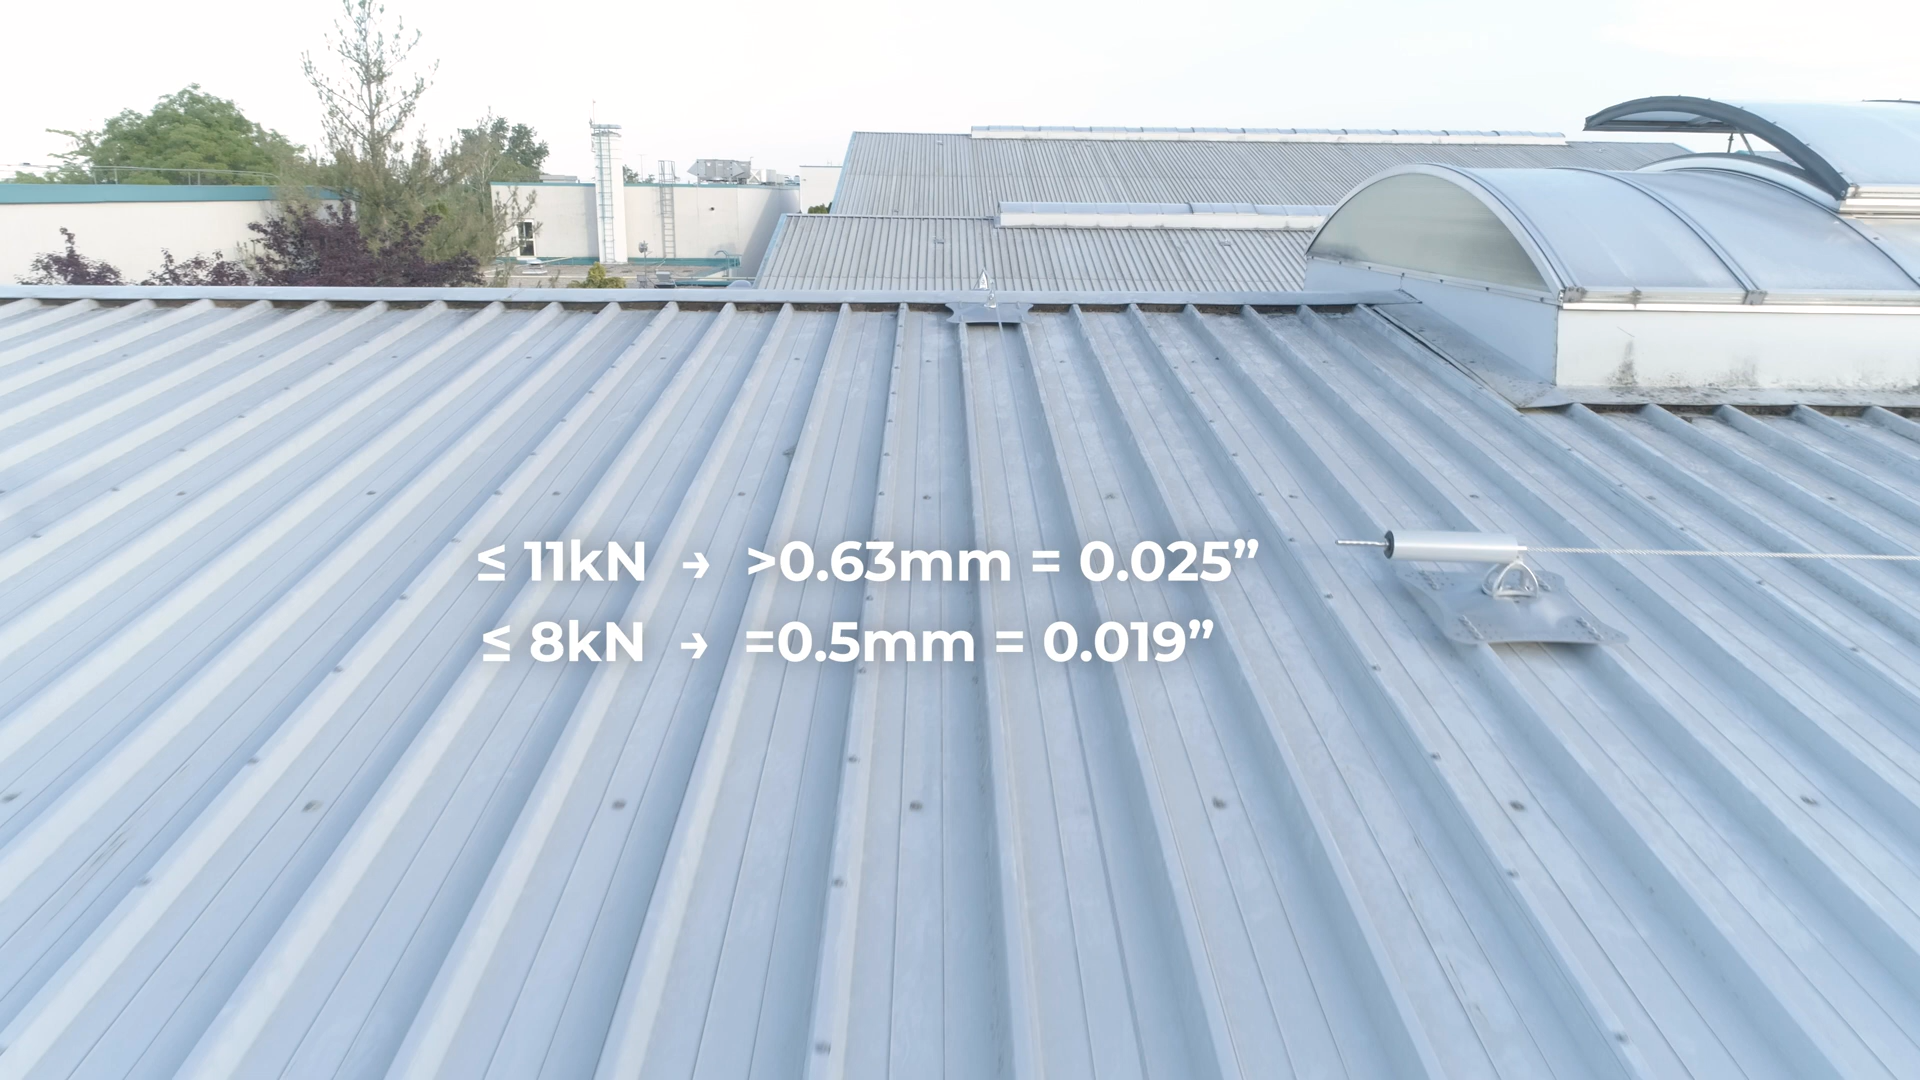 ≤ 11kN → >0.63mm = 0.025”
≤ 8kN → =0.5mm = 0.019”